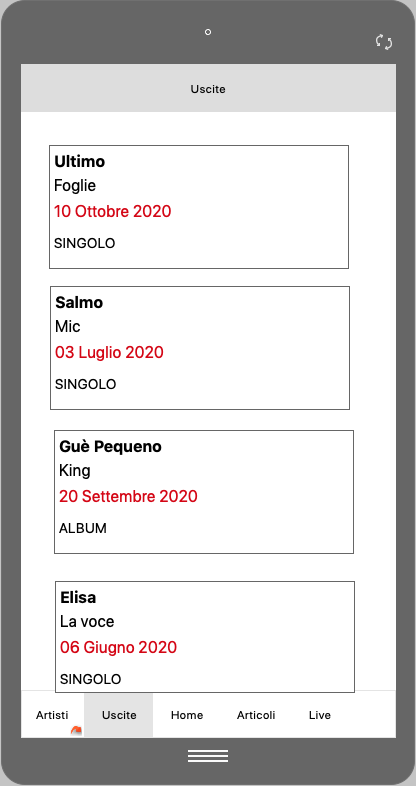 Uscite
Ultimo
Foglie
10 Ottobre 2020
SINGOLO
Salmo
Mic
03 Luglio 2020
SINGOLO
Guè Pequeno
King
20 Settembre 2020
ALBUM
Elisa
La voce
06 Giugno 2020
SINGOLO
Artisti Uscite Home Articoli Live